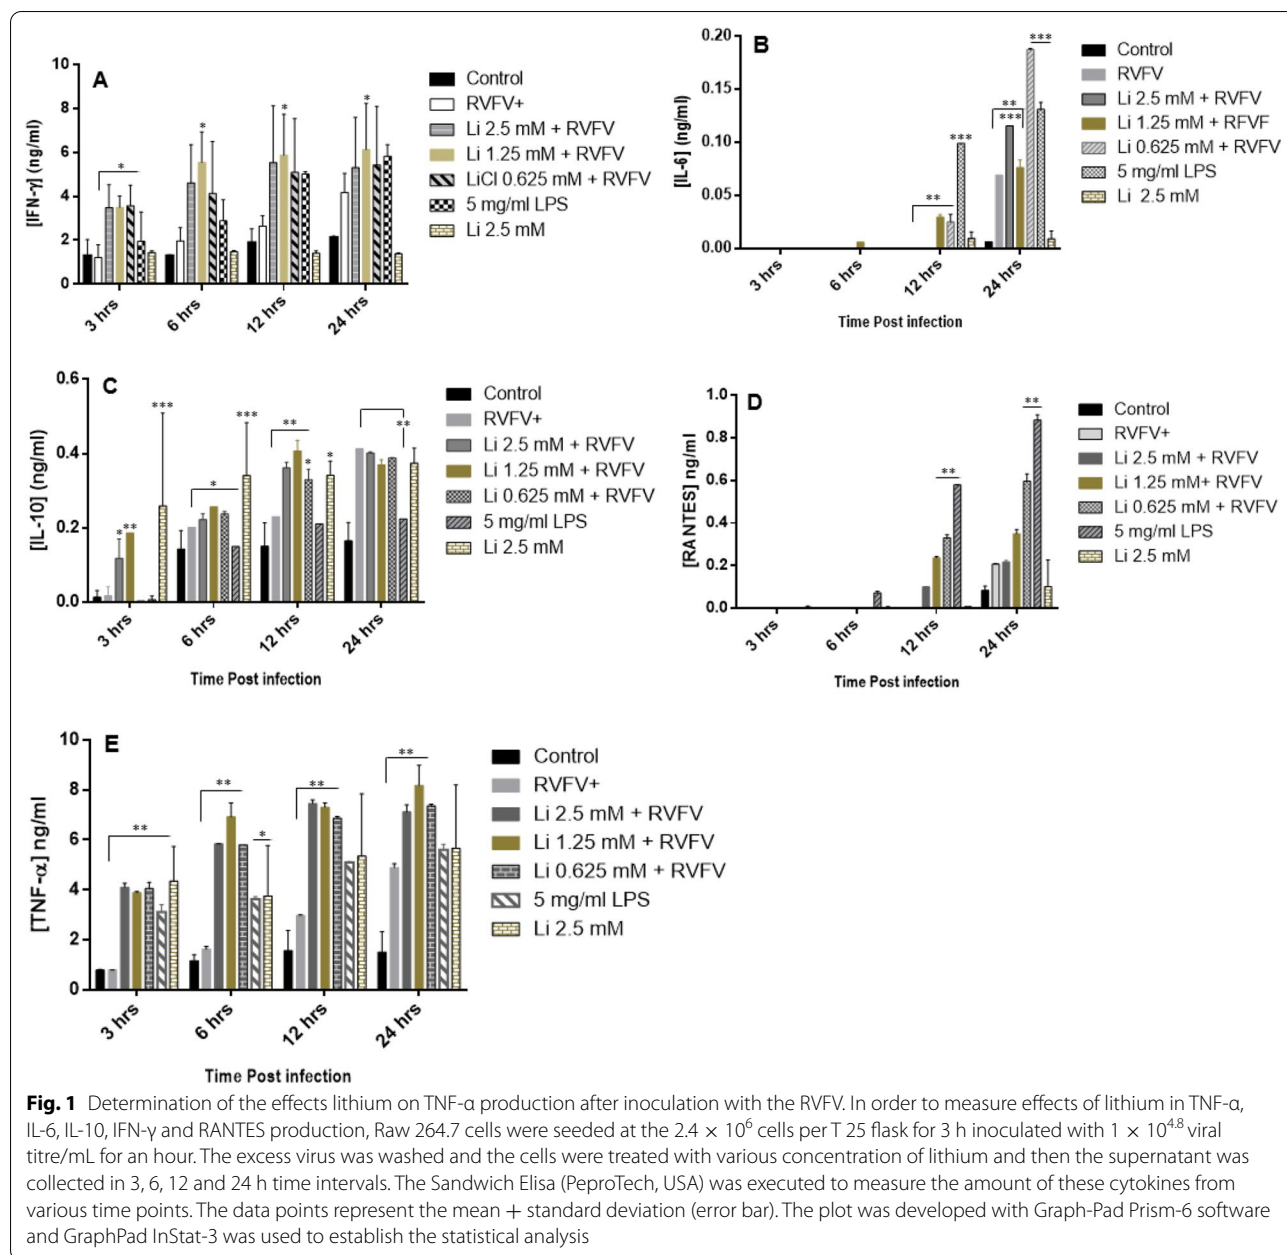 A
[IFN-γ] (ng/ml)
10
8
6
4
2
0
*
*
*
*
3 hrs
6 hrs
12 hrs
24 hrs
Control
RVFV+
Li 2.5 mM + RVFV
Li 1.25 mM + RVFV
LiCl 0.625 mM + RVFV
5 mg/ml LPS
Li 2.5 mM
B
[IL-6] (ng/ml)
0.20
0.15
0.10
0.05
0.00
**
***
**
***
***
3 hrs
6 hrs
12 hrs
24 hrs
Time Post infection
Control
RVFV
Li 2.5 mM + RVFV
Li 1.25 mM + RFVF
Li 0.625 mM + RVFV
5 mg/ml LPS
Li 2.5 mM
C
[IL-10] (ng/ml)
0.6
0.4
0.2
0.0
*
**
***
*
***
**
*
*
**
3 hrs
6 hrs
12 hrs
24 hrs
Time Post infection
Control
RVFV+
Li 2.5 mM + RVFV
Li 1.25 mM + RVFV
Li 0.625 mM + RVFV
5 mg/ml LPS
Li 2.5 mM
D
[RANTES] ng/ml
1.0
0.8
0.6
0.4
0.2
0.0
**
**
3 hrs
6 hrs
12 hrs
24 hrs
Time Post infection
Control
RVFV+
Li 2.5 mM + RVFV
Li 1.25 mM+ RVFV
Li 0.625 mM + RVFV
5 mg/ml LPS
Li 2.5 mM
E
[TNF-α] ng/ml
10
8
6
4
2
0
**
**
*
**
**
3 hrs
6 hrs
12 hrs
24 hrs
Time Post infection
Control
RVFV+
Li 2.5 mM + RVFV
Li 1.25 mM + RVFV
Li 0.625 mM + RVFV
5 mg/ml LPS
Li 2.5 mM
Fig. 1 Determination of the effects lithium on TNF-α production after inoculation with the RVFV. In order to measure effects of lithium in TNF-α,
IL-6, IL-10, IFN-γ and RANTES production, Raw 264.7 cells were seeded at the 2.4 × 10⁶ cells per T 25 flask for 3 h inoculated with 1 × 10⁴·⁸ viral
titre/mL for an hour. The excess virus was washed and the cells were treated with various concentration of lithium and then the supernatant was
collected in 3, 6, 12 and 24 h time intervals. The Sandwich Elisa (PeproTech, USA) was executed to measure the amount of these cytokines from
various time points. The data points represent the mean + standard deviation (error bar). The plot was developed with Graph-Pad Prism-6 software
and GraphPad InStat-3 was used to establish the statistical analysis